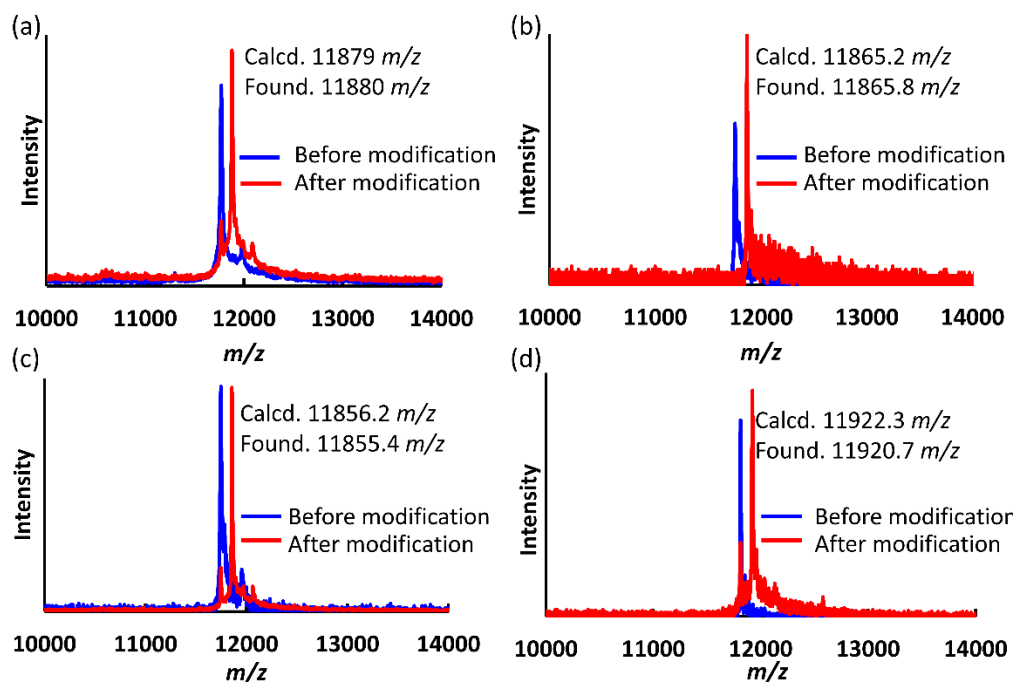 (a)
Calcd. 11879 m/z
Found. 11880 m/z
Before modification
After modification
Intensity
10000 11000 12000 13000 14000
m/z
(b)
Calcd. 11865.2 m/z
Found. 11865.8 m/z
Before modification
After modification
Intensity
10000 11000 12000 13000 14000
m/z
(c)
Calcd. 11856.2 m/z
Found. 11855.4 m/z
Before modification
After modification
Intensity
10000 11000 12000 13000 14000
m/z
(d)
Calcd. 11922.3 m/z
Found. 11920.7 m/z
Before modification
After modification
Intensity
10000 11000 12000 13000 14000
m/z